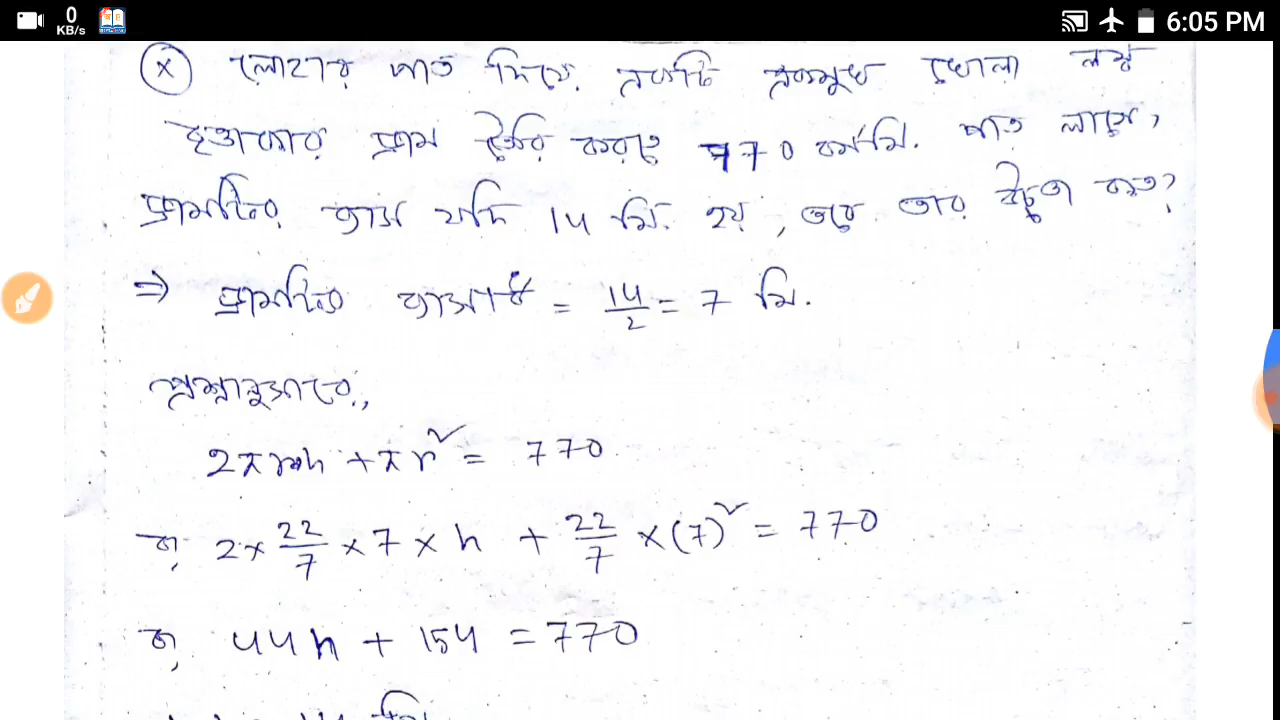 0
KB/s
6:05 PM
(x) লোহার পাত দিয়ে একটি একমুখ খোলা লম্ব
বৃত্তাকার ড্রাম তৈরি করতে 770 বর্গমি. পাত লাগে,
ড্রামটির ব্যাস যদি 14 মি. হয়, তবে তার উচ্চতা কত?
⇒ ড্রামটির ব্যাসার্ধ = 14/2 = 7 মি.
প্রশ্নানুসারে,
2πrh + πr² = 770
বা, 2 × 22/7 × 7 × h + 22/7 × (7)² = 770
বা, 44h + 154 = 770